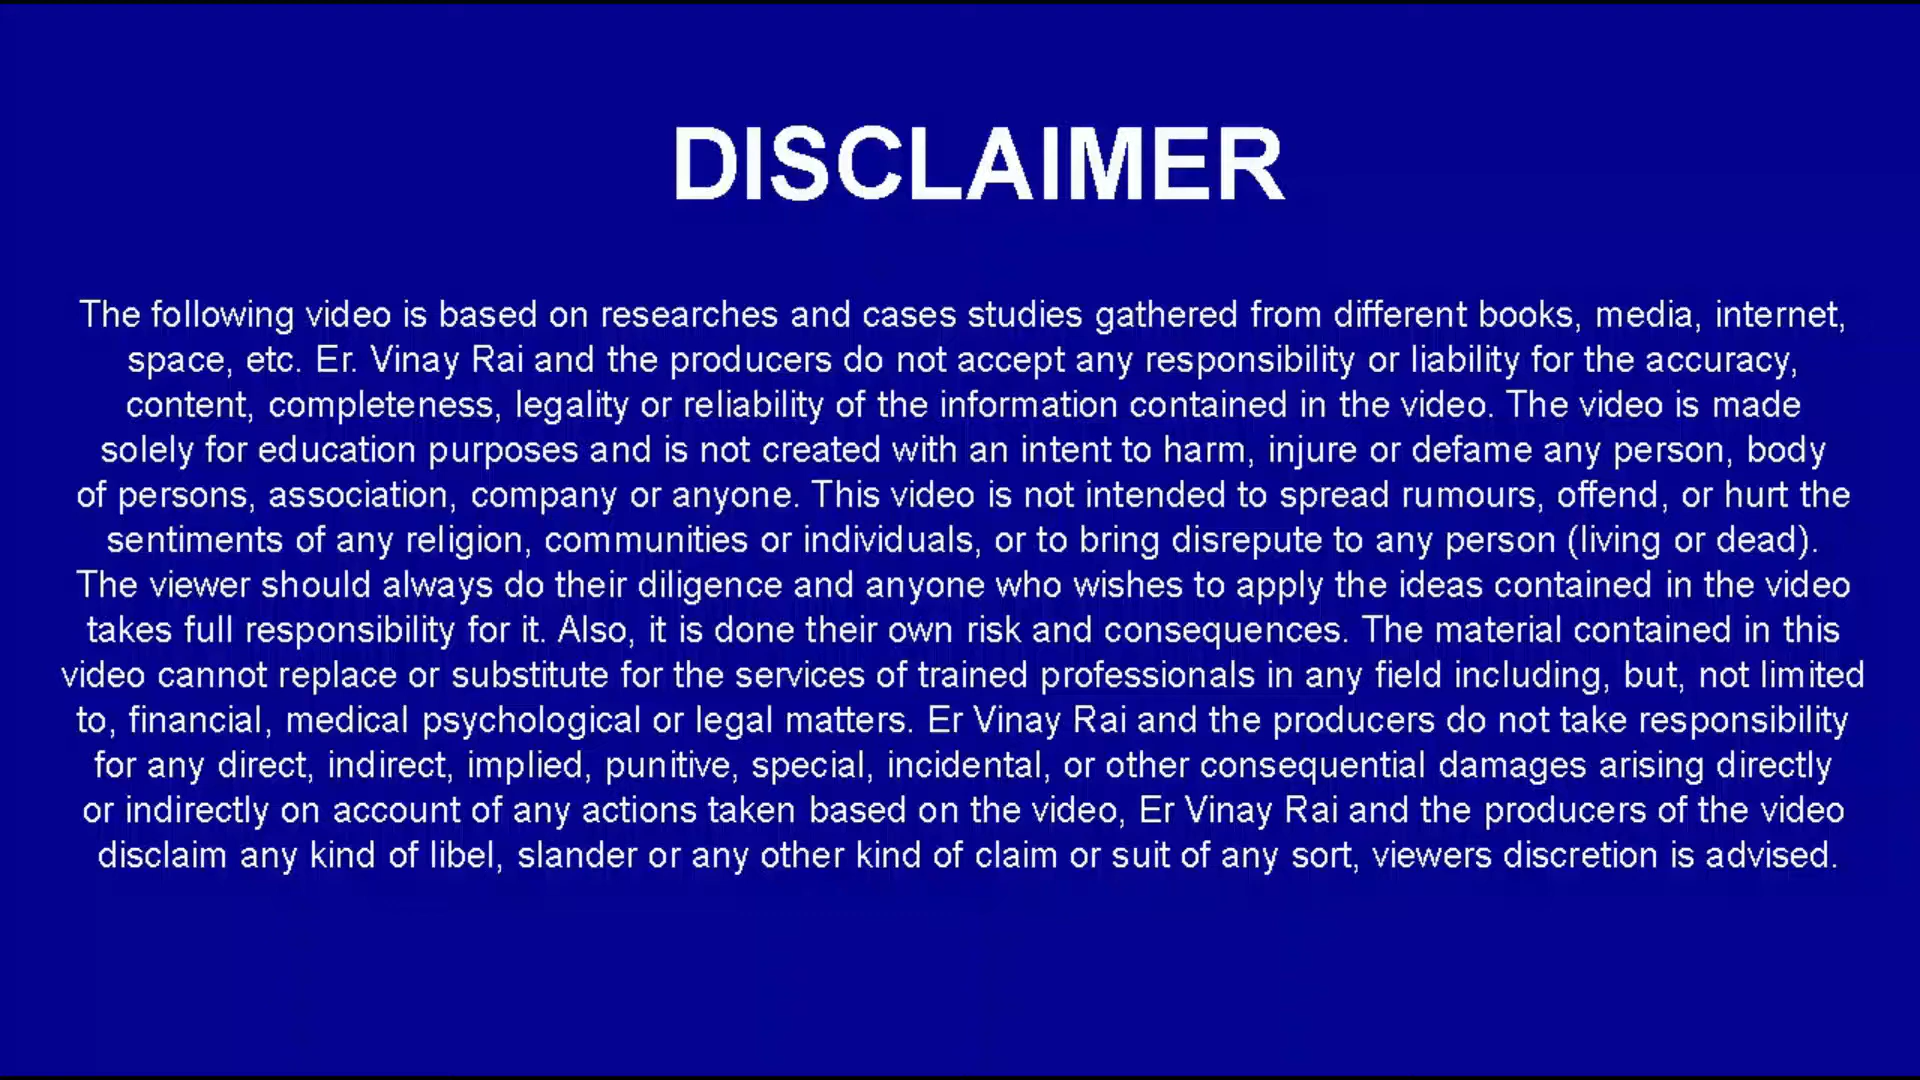 DISCLAIMER
The following video is based on researches and cases studies gathered from different books, media, internet,
space, etc. Er. Vinay Rai and the producers do not accept any responsibility or liability for the accuracy,
content, completeness, legality or reliability of the information contained in the video. The video is made
solely for education purposes and is not created with an intent to harm, injure or defame any person, body
of persons, association, company or anyone. This video is not intended to spread rumours, offend, or hurt the
sentiments of any religion, communities or individuals, or to bring disrepute to any person (living or dead).
The viewer should always do their diligence and anyone who wishes to apply the ideas contained in the video
takes full responsibility for it. Also, it is done their own risk and consequences. The material contained in this
video cannot replace or substitute for the services of trained professionals in any field including, but, not limited
to, financial, medical psychological or legal matters. Er Vinay Rai and the producers do not take responsibility
for any direct, indirect, implied, punitive, special, incidental, or other consequential damages arising directly
or indirectly on account of any actions taken based on the video, Er Vinay Rai and the producers of the video
disclaim any kind of libel, slander or any other kind of claim or suit of any sort, viewers discretion is advised.